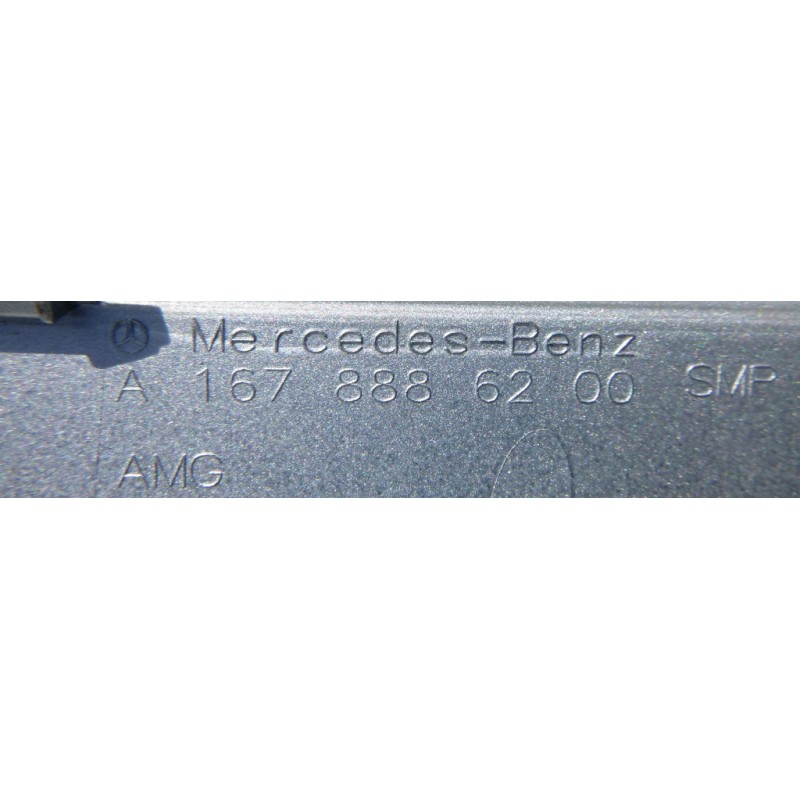 Mercedes-Benz
A 167 888 62 00 SMP
AMG